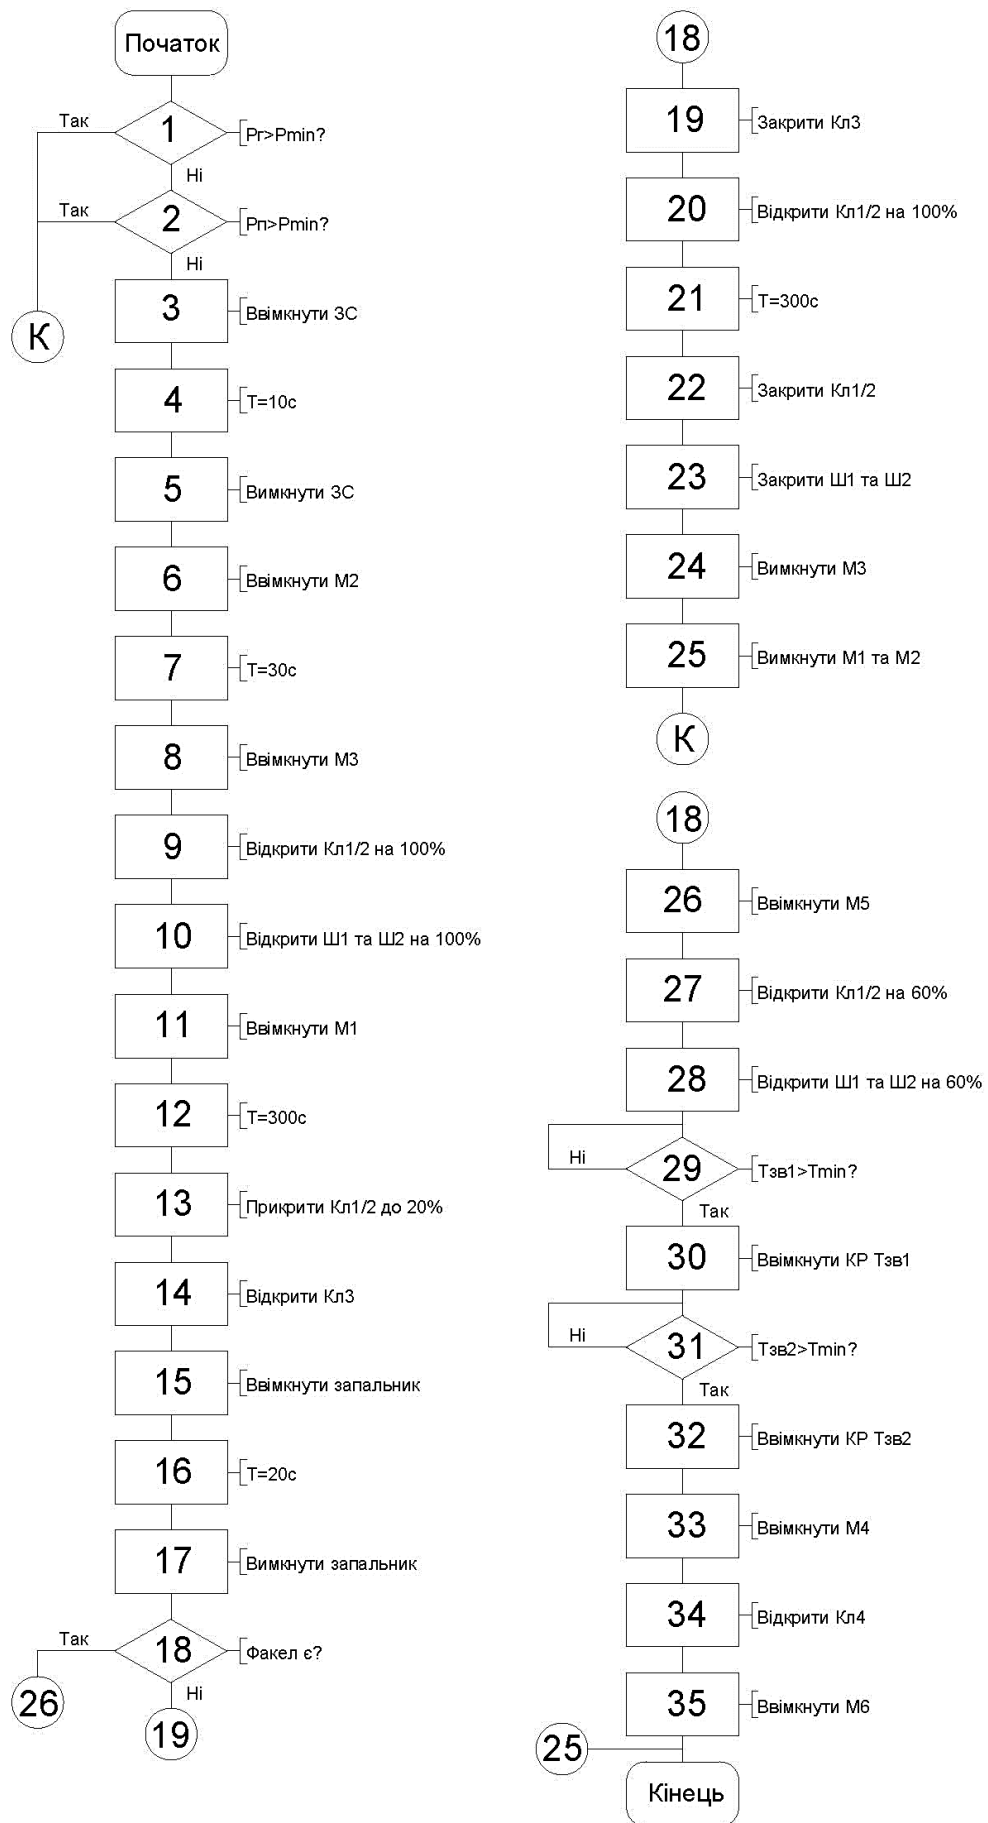 Початок
1
Так
Рг>Pmin?
Ні
2
Так
Рп>Pmin?
Ні
К
3
Ввімкнути ЗС
4
Т=10с
5
Вимкнути ЗС
6
Ввімкнути М2
7
Т=30с
8
Ввімкнути М3
9
Відкрити Кл1/2 на 100%
10
Відкрити Ш1 та Ш2 на 100%
11
Ввімкнути М1
12
Т=300с
13
Прикрити Кл1/2 до 20%
14
Відкрити Кл3
15
Ввімкнути запальник
16
Т=20с
17
Вимкнути запальник
18
Так
Факел є?
Ні
26
19
18
19
Закрити Кл3
20
Відкрити Кл1/2 на 100%
21
Т=300с
22
Закрити Кл1/2
23
Закрити Ш1 та Ш2
24
Вимкнути М3
25
Вимкнути М1 та М2
К
18
26
Ввімкнути М5
27
Відкрити Кл1/2 на 60%
28
Відкрити Ш1 та Ш2 на 60%
29
Ні
Тзв1>Tmin?
Так
30
Ввімкнути КР Тзв1
31
Ні
Тзв2>Tmin?
Так
32
Ввімкнути КР Тзв2
33
Ввімкнути М4
34
Відкрити Кл4
35
Ввімкнути М6
25
Кінець